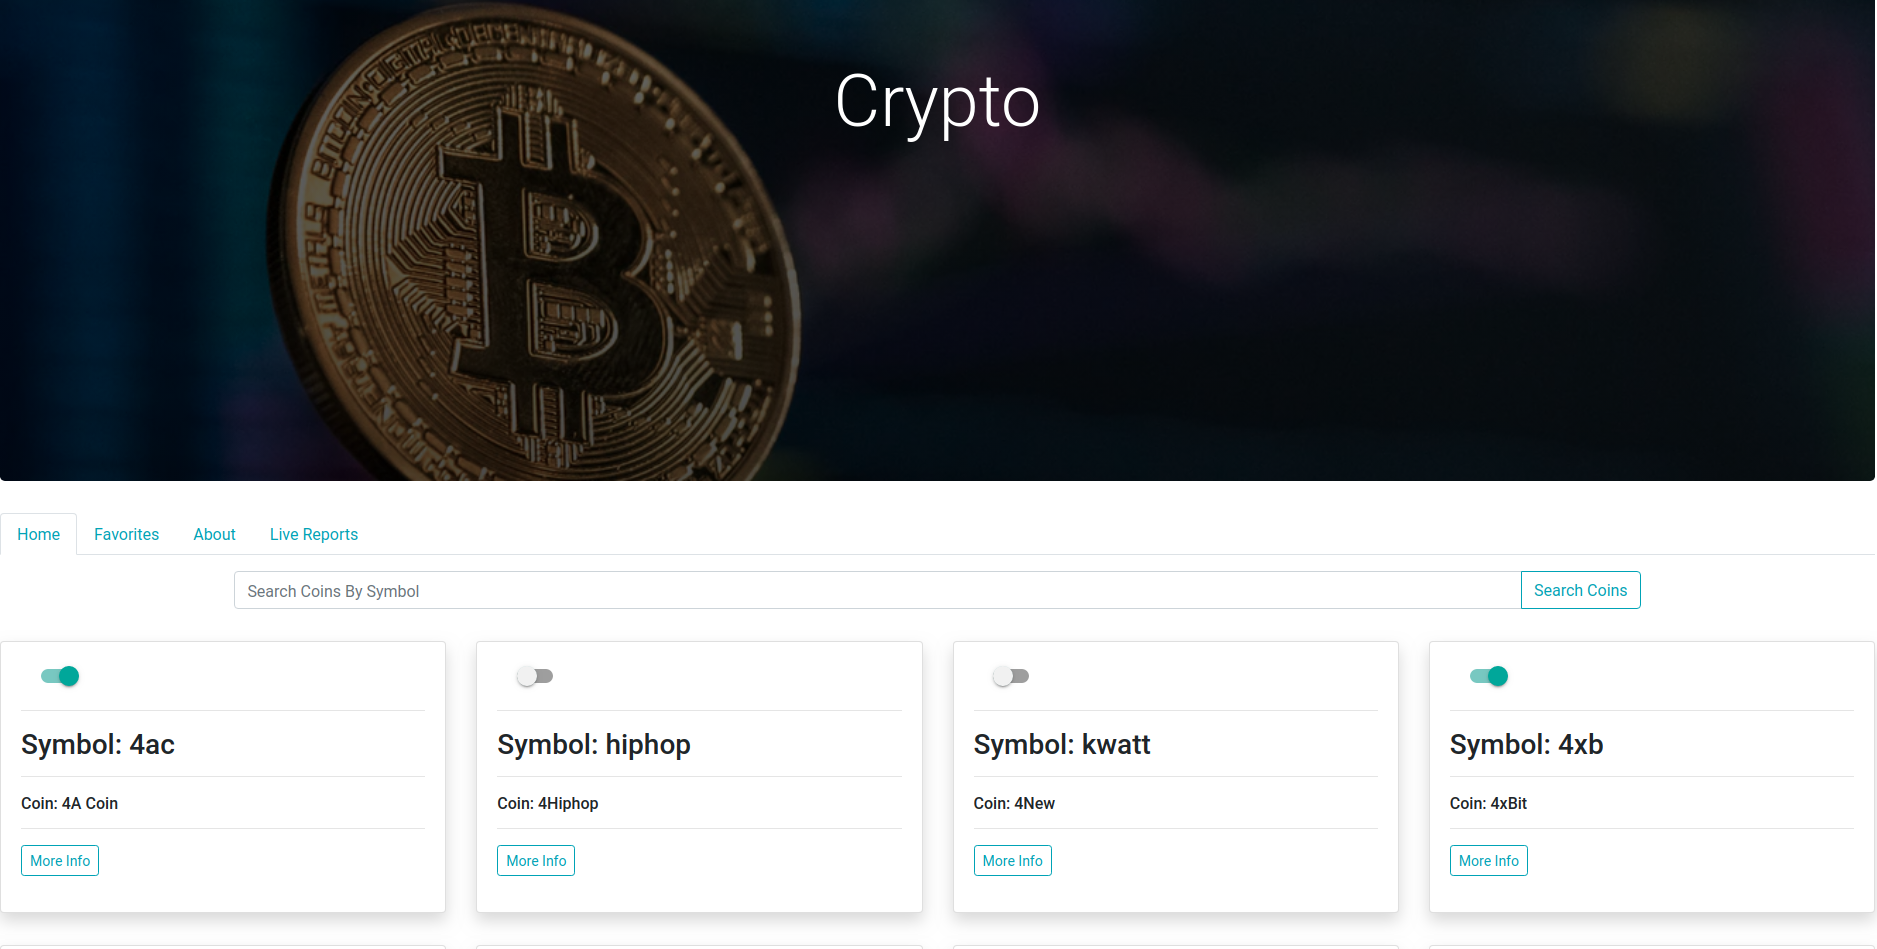 Crypto
Home Favorites About Live Reports
Search Coins By Symbol Search Coins
Symbol: 4ac
Coin: 4A Coin
More Info
Symbol: hiphop
Coin: 4Hiphop
More Info
Symbol: kwatt
Coin: 4New
More Info
Symbol: 4xb
Coin: 4xBit
More Info